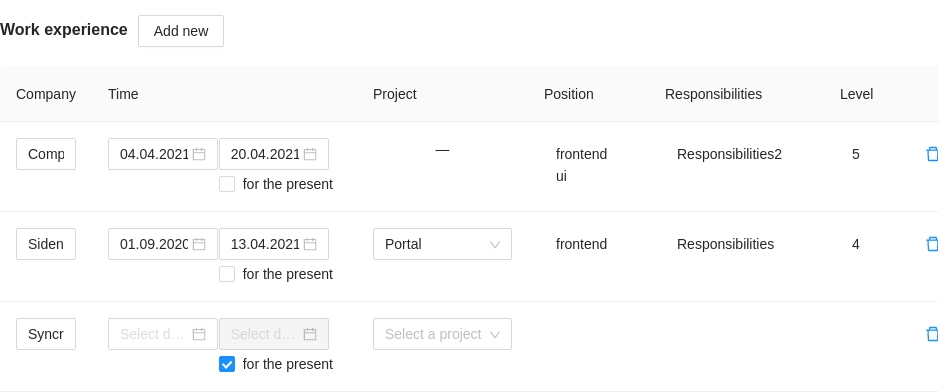 Work experience Add new
Company Time Project Position Responsibilities Level
Comp 04.04.2021 20.04.2021 — frontend Responsibilities2 5
ui
for the present
Siden 01.09.2020 13.04.2021 Portal frontend Responsibilities 4
for the present
Syncr Select d... Select d... Select a project
for the present